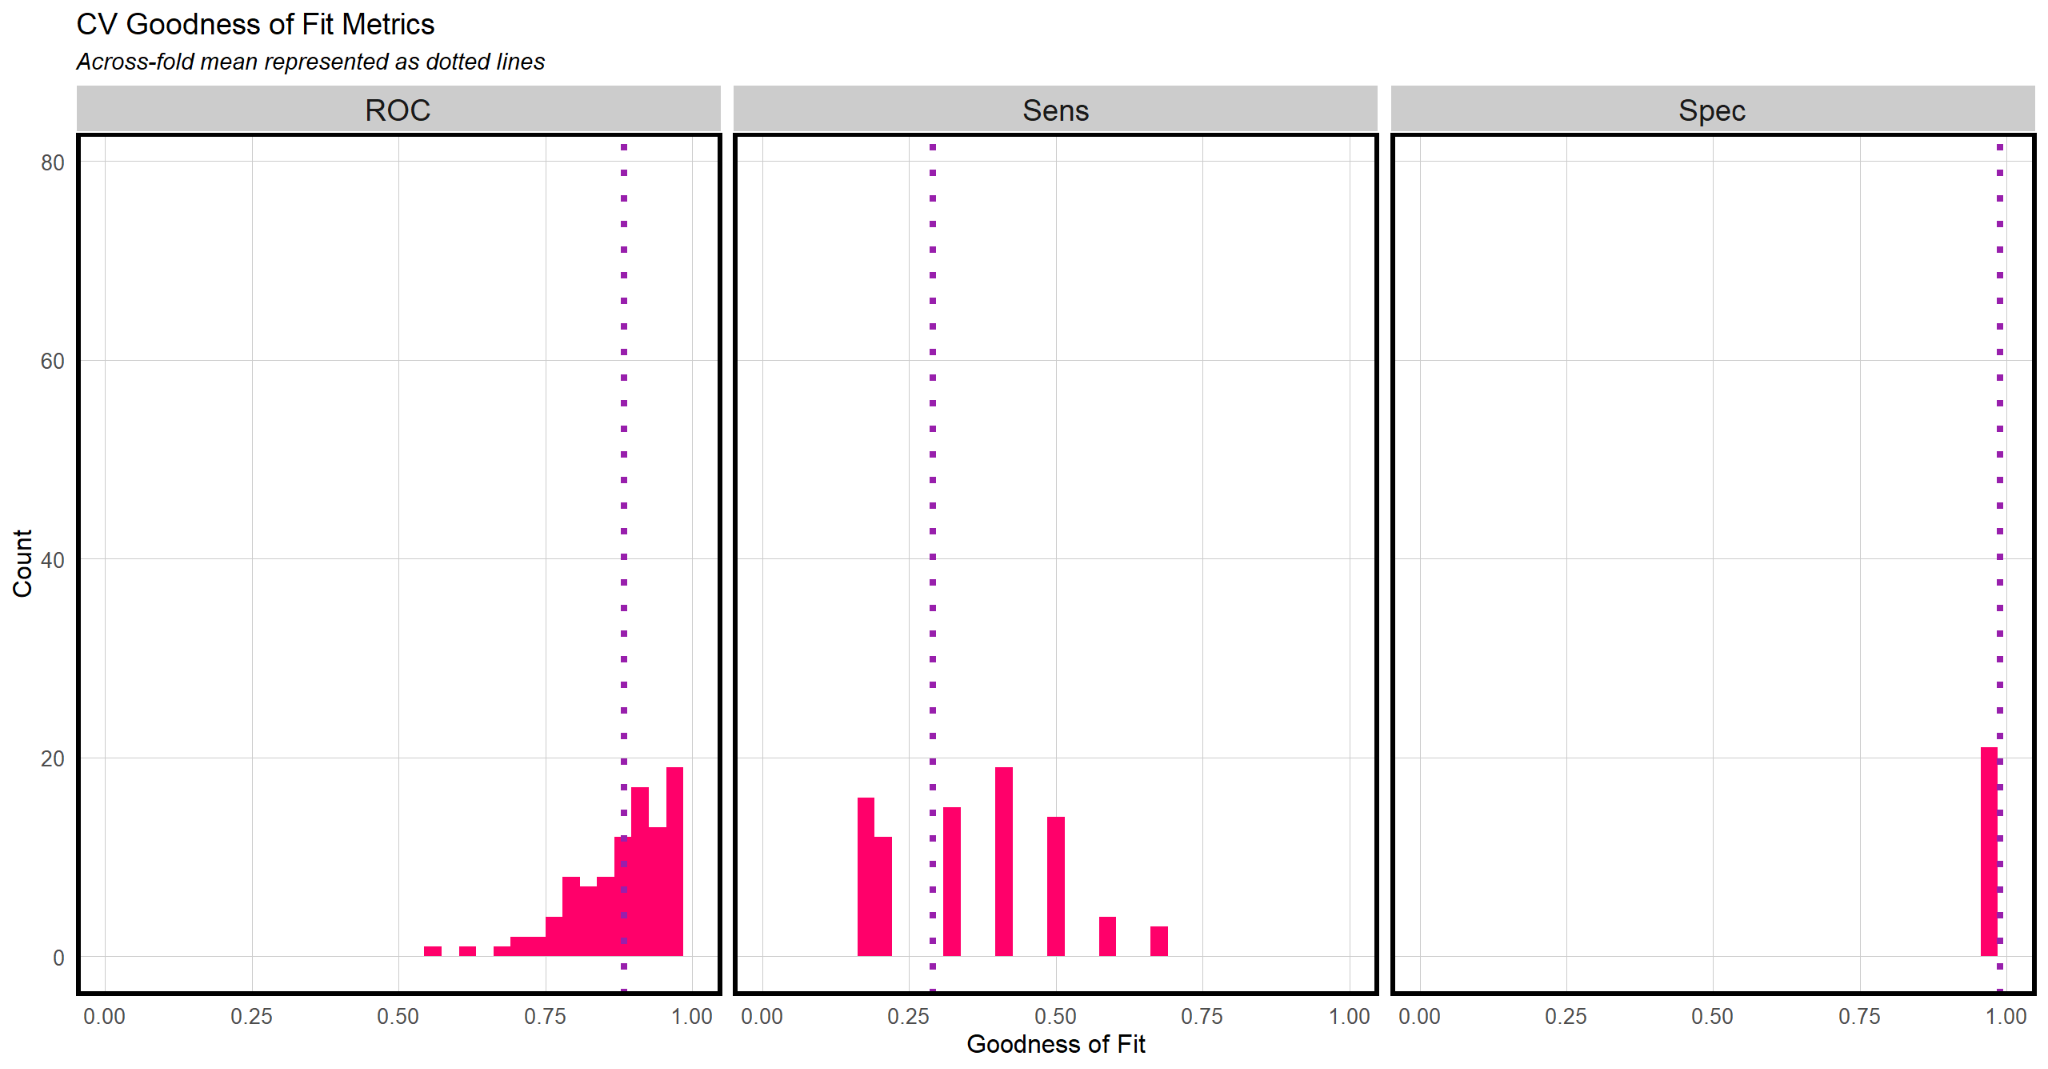 CV Goodness of Fit Metrics
Across-fold mean represented as dotted lines
ROC Sens Spec
80
60
40
20
0
Count
0.00 0.25 0.50 0.75 1.00 0.00 0.25 0.50 0.75 1.00 0.00 0.25 0.50 0.75 1.00
Goodness of Fit